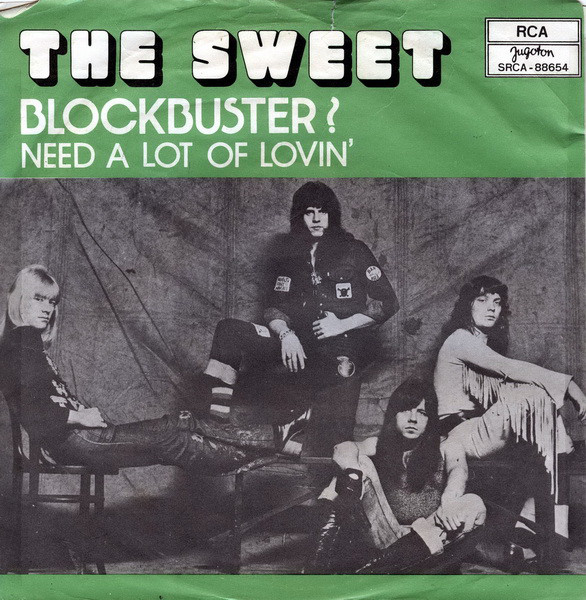 THE SWEET
BLOCKBUSTER?
NEED A LOT OF LOVIN'
RCA
Jugoton
SRCA-88654